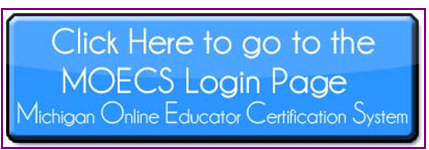 Click Here to go to the
MOECS Login Page
Michigan Online Educator Certification System